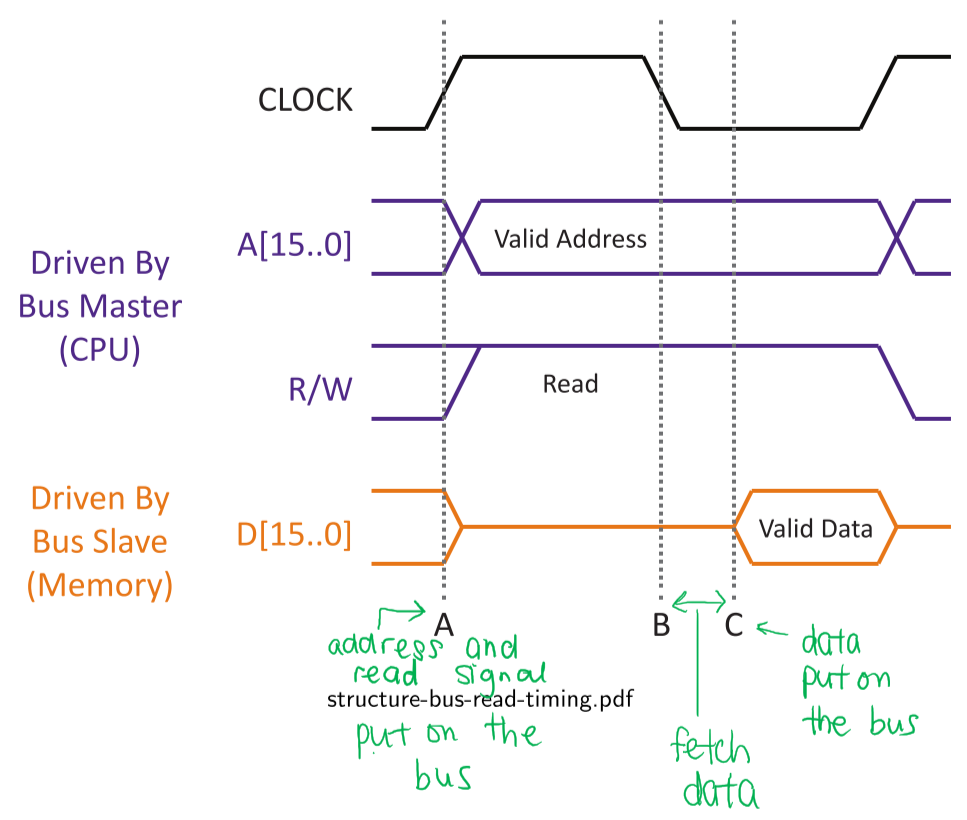 CLOCK
Driven By
Bus Master
(CPU)
A[15..0]
Valid Address
R/W
Read
Driven By
Bus Slave
(Memory)
D[15..0]
Valid Data
A
B
C
address and
read signal
structure-bus-read-timing.pdf
put on the
bus
fetch
data
data
put on
the bus